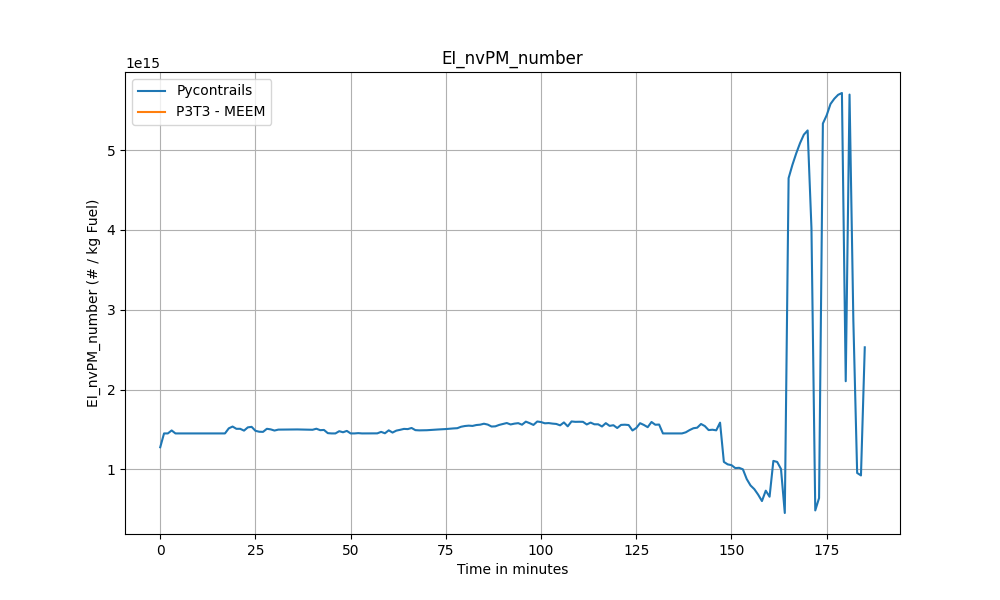 EI_nvPM_number
1e15
Pycontrails
P3T3 - MEEM
EI_nvPM_number (# / kg Fuel)
5
4
3
2
1
0 25 50 75 100 125 150 175
Time in minutes